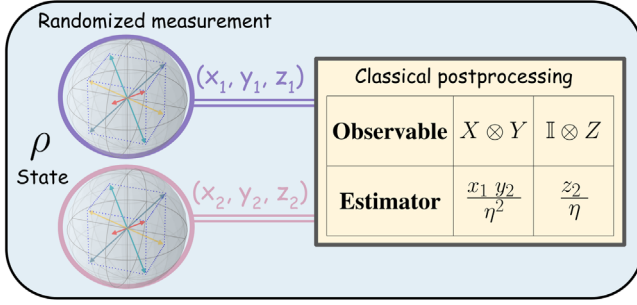 Randomized measurement
(x₁, y₁, z₁)
Classical postprocessing
ρ
State
Observable X ⊗ Y 𝕀 ⊗ Z
Estimator x₁ y₂ / η² z₂ / η
(x₂, y₂, z₂)